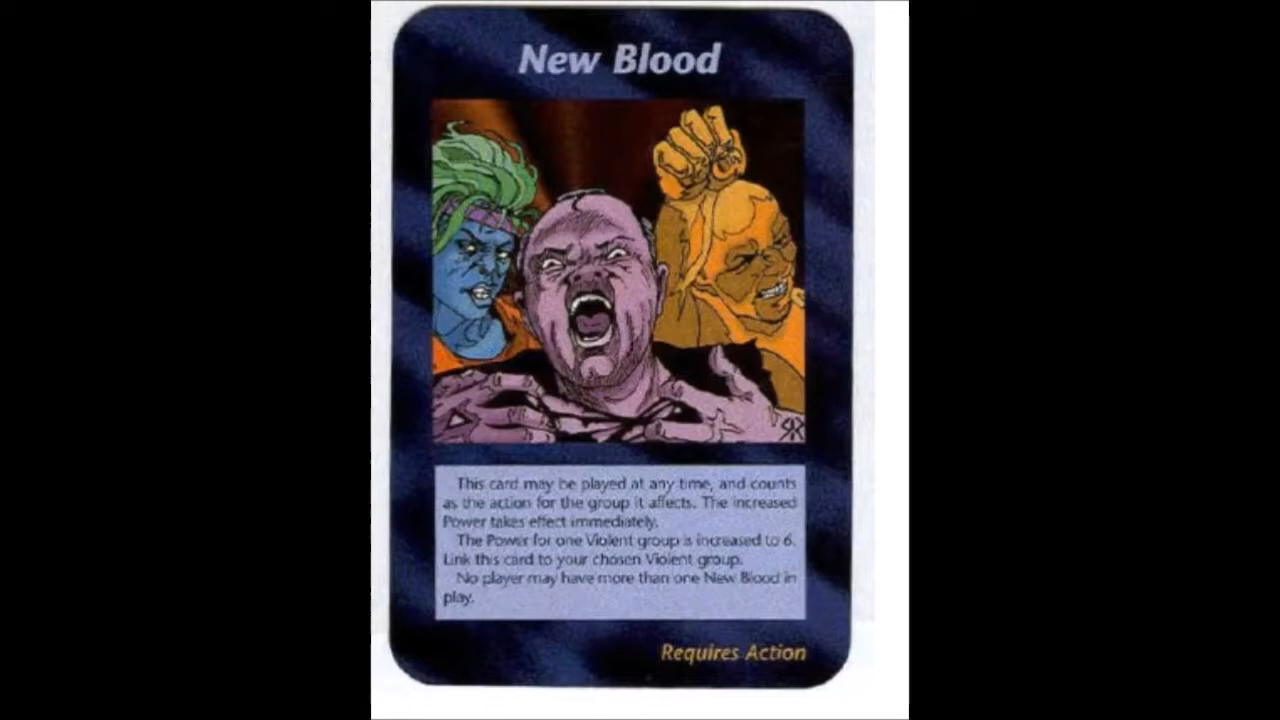 New Blood
This card may be played at any time, and counts
as the action for the group it affects. The increased
Power takes effect immediately.
The Power for one Violent group is increased to 6.
Link this card to your chosen Violent group.
No player may have more than one New Blood in
play.
Requires Action